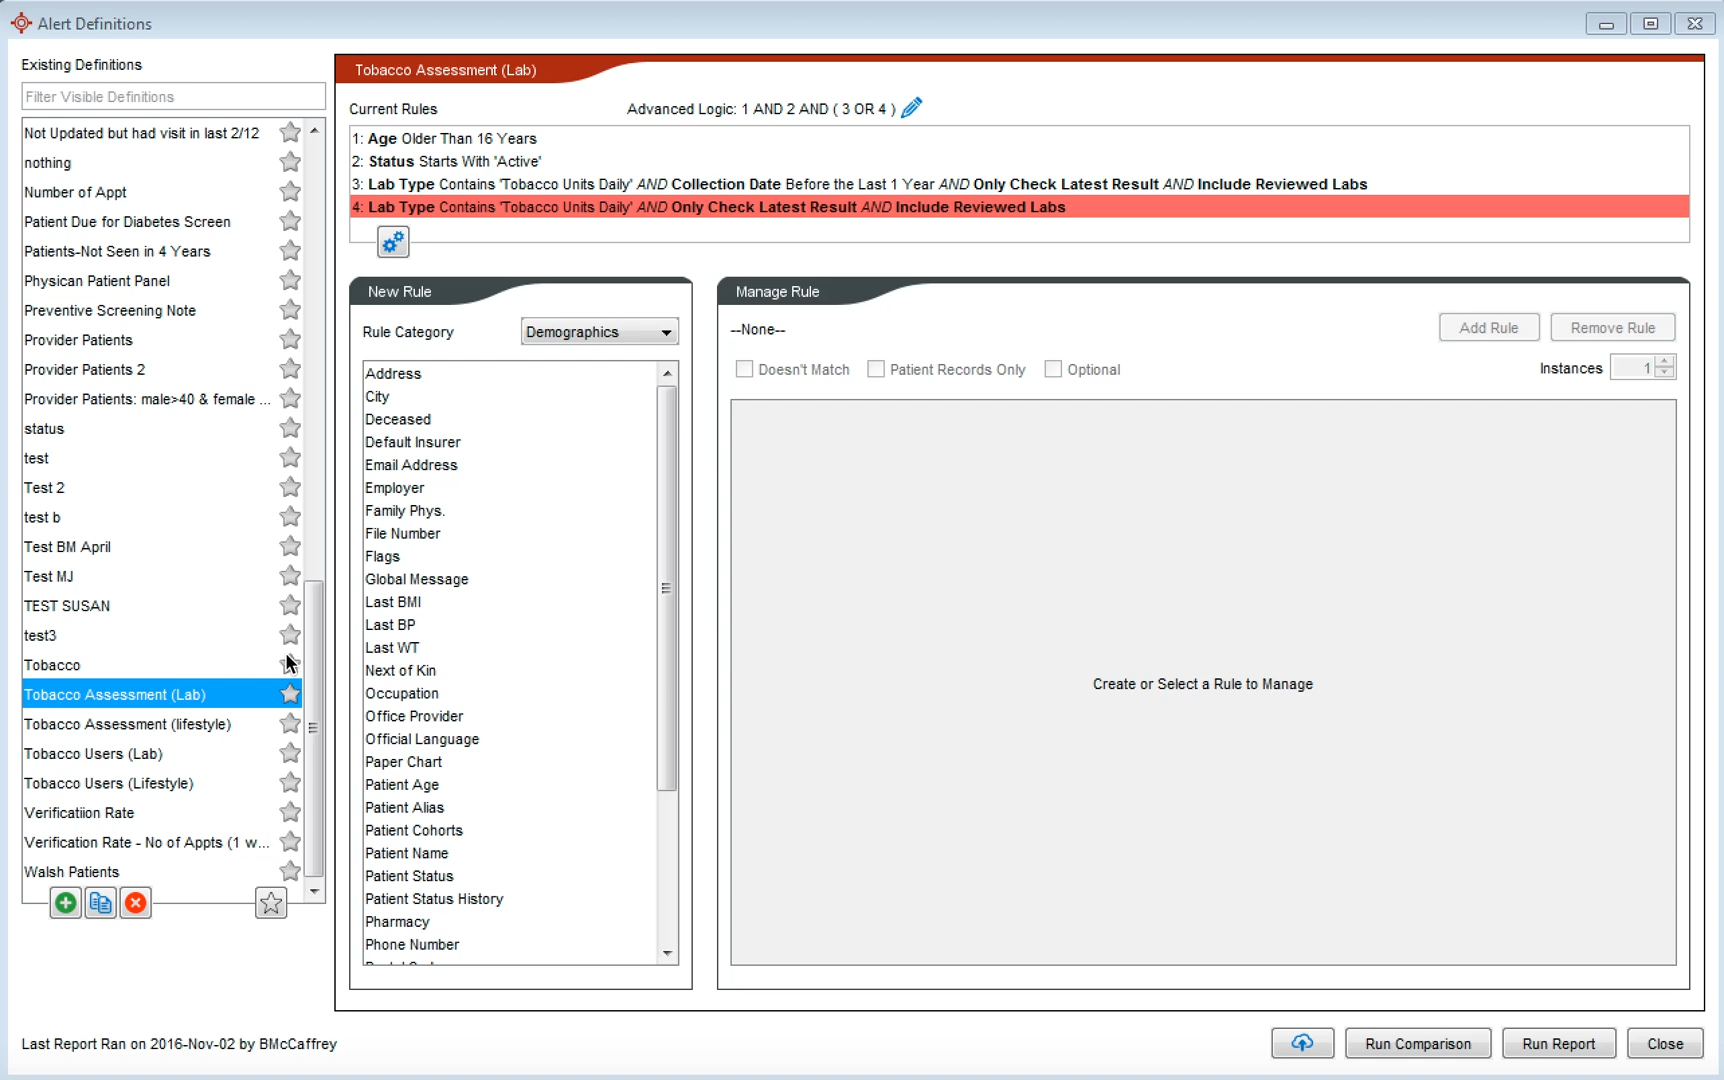 Alert Definitions
Existing Definitions
Filter Visible Definitions
Not Updated but had visit in last 2/12
nothing
Number of Appt
Patient Due for Diabetes Screen
Patients-Not Seen in 4 Years
Physican Patient Panel
Preventive Screening Note
Provider Patients
Provider Patients 2
Provider Patients: male>40 & female ...
status
test
Test 2
test b
Test BM April
Test MJ
TEST SUSAN
test3
Tobacco
Tobacco Assessment (Lab)
Tobacco Assessment (lifestyle)
Tobacco Users (Lab)
Tobacco Users (Lifestyle)
Verificatiion Rate
Verification Rate - No of Appts (1 w...
Walsh Patients
Tobacco Assessment (Lab)
Current Rules
Advanced Logic: 1 AND 2 AND ( 3 OR 4 )
1: Age Older Than 16 Years
2: Status Starts With 'Active'
3: Lab Type Contains 'Tobacco Units Daily' AND Collection Date Before the Last 1 Year AND Only Check Latest Result AND Include Reviewed Labs
4: Lab Type Contains 'Tobacco Units Daily' AND Only Check Latest Result AND Include Reviewed Labs
New Rule
Rule Category
Demographics
Address
City
Deceased
Default Insurer
Email Address
Employer
Family Phys.
File Number
Flags
Global Message
Last BMI
Last BP
Last WT
Next of Kin
Occupation
Office Provider
Official Language
Paper Chart
Patient Age
Patient Alias
Patient Cohorts
Patient Name
Patient Status
Patient Status History
Pharmacy
Phone Number
Manage Rule
--None--
Add Rule
Remove Rule
Doesn't Match
Patient Records Only
Optional
Instances
1
Create or Select a Rule to Manage
Last Report Ran on 2016-Nov-02 by BMcCaffrey
Run Comparison
Run Report
Close